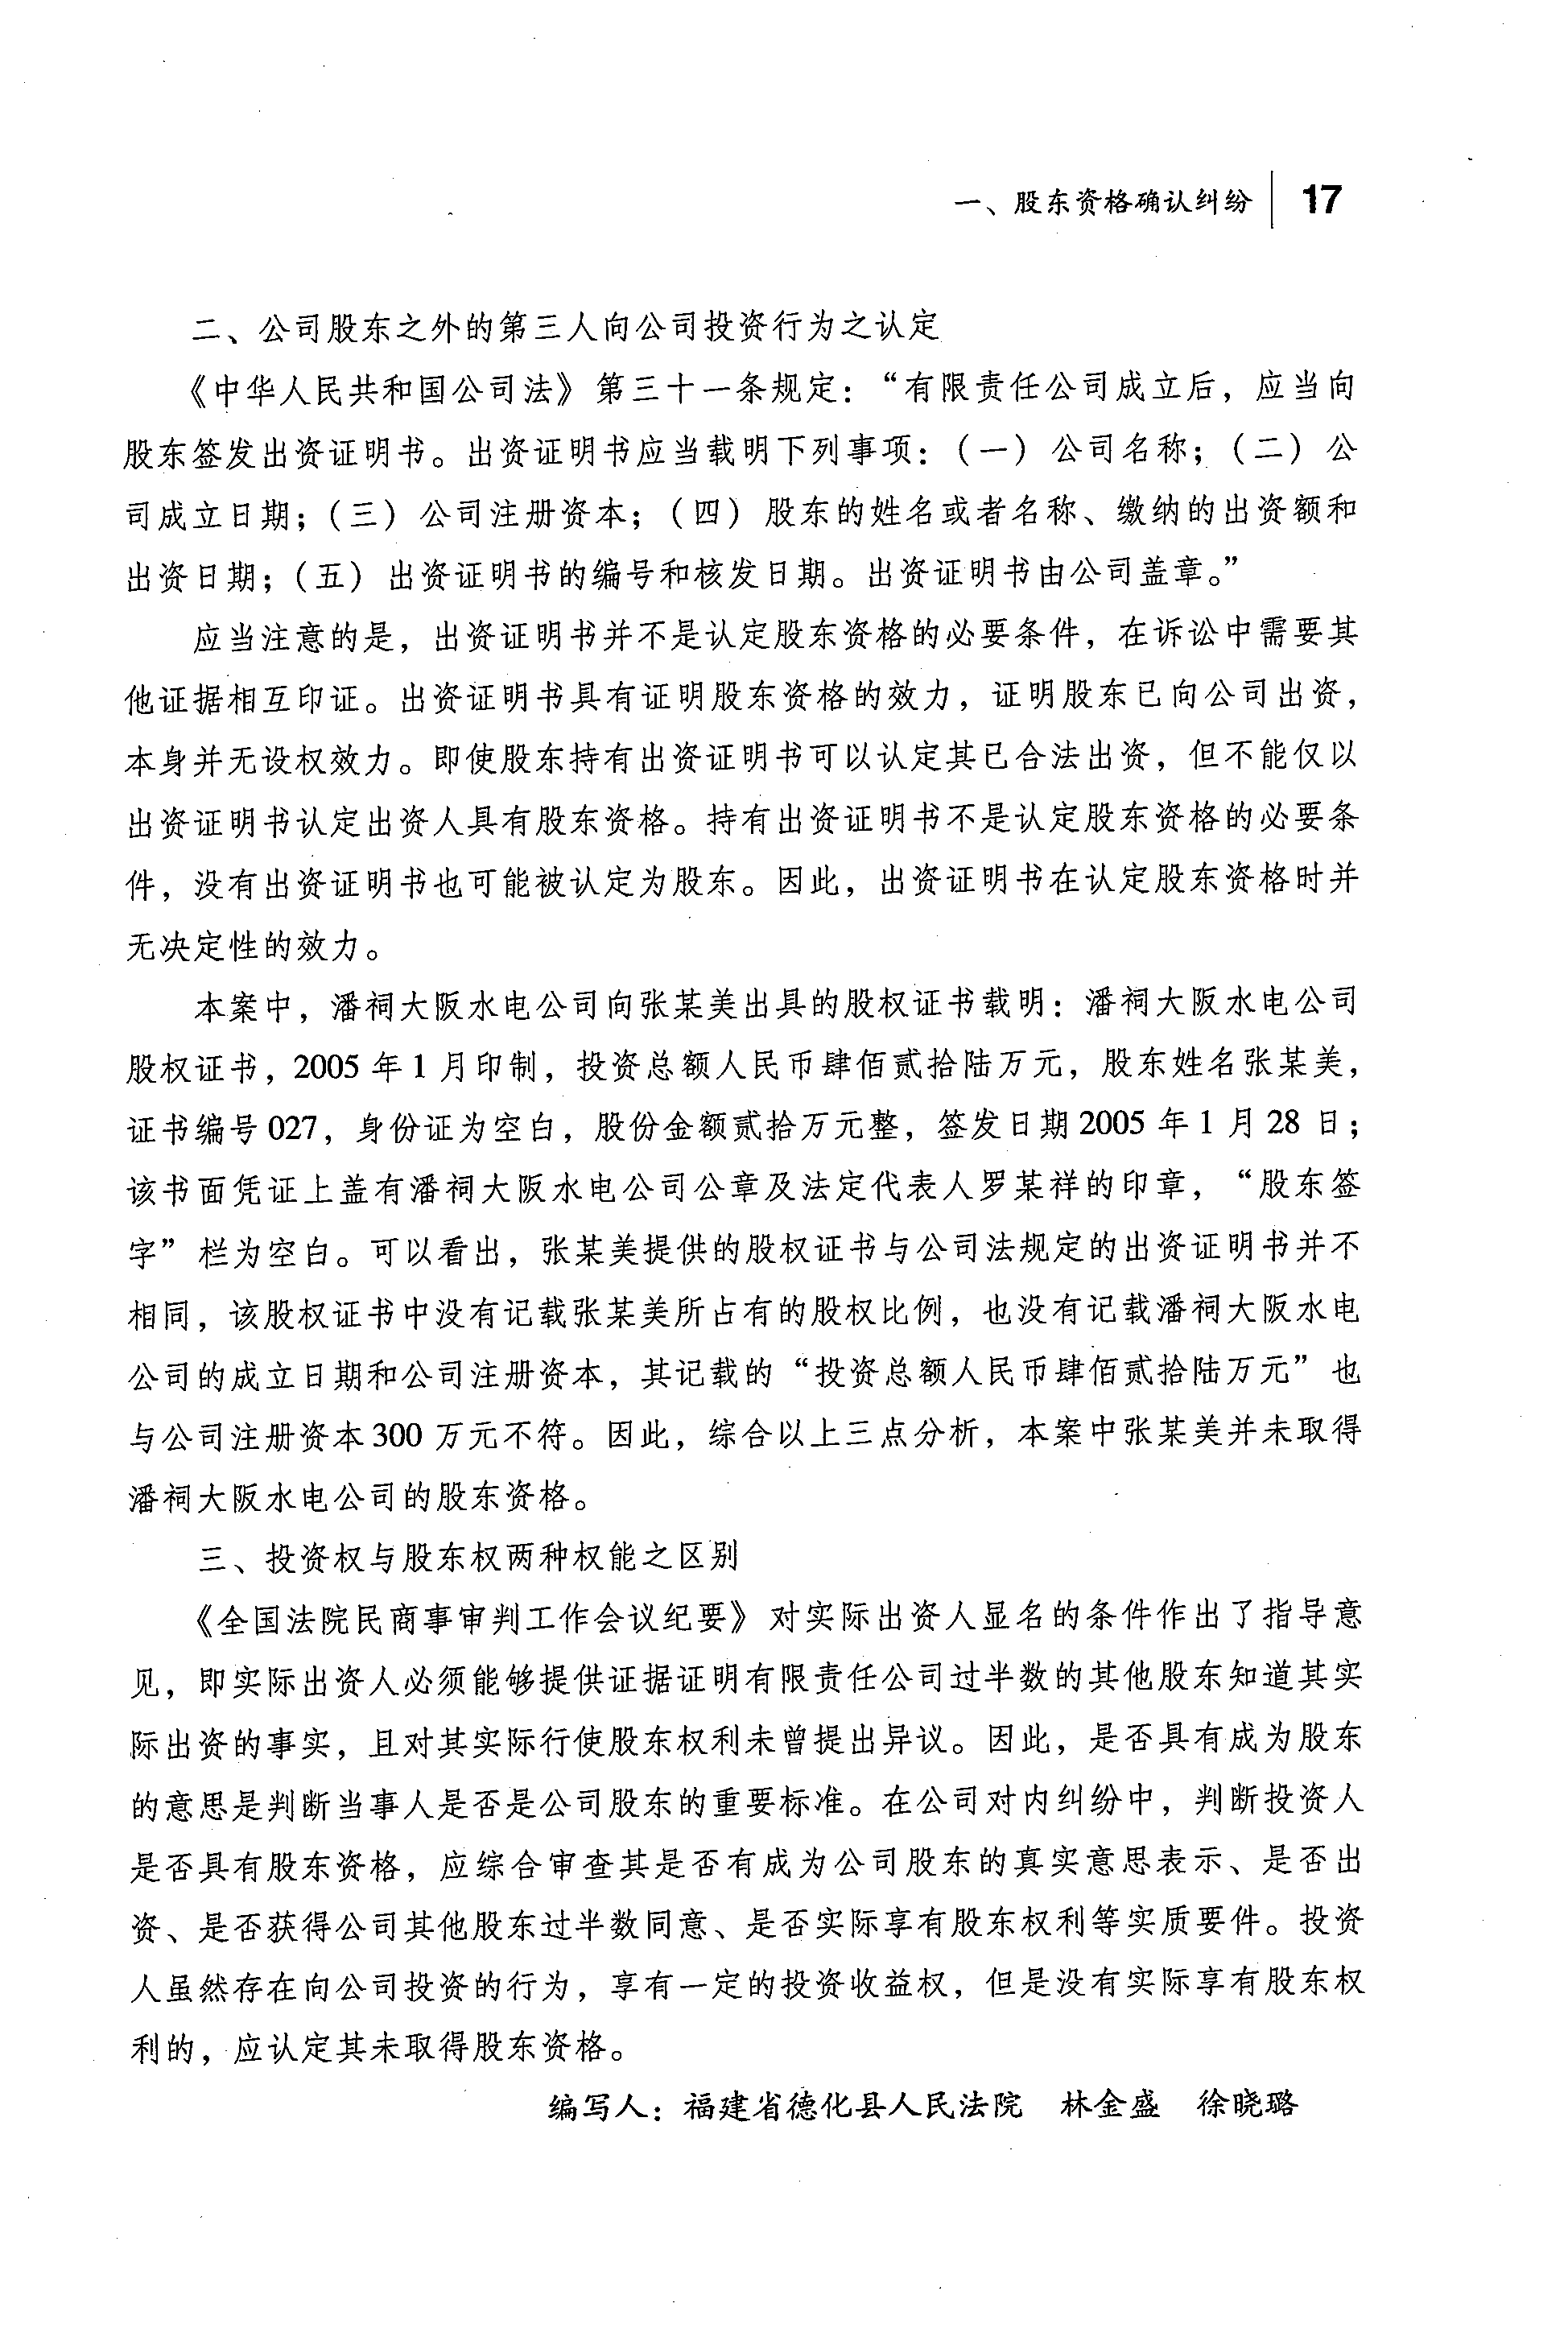 一、股东资格确认纠纷 17
二、公司股东之外的第三人向公司投资行为之认定
《中华人民共和国公司法》第三十一条规定：“有限责任公司成立后，应当向
股东签发出资证明书。出资证明书应当载明下列事项：（一）公司名称；（二）公
司成立日期；（三）公司注册资本；（四）股东的姓名或者名称、缴纳的出资额和
出资日期；（五）出资证明书的编号和核发日期。出资证明书由公司盖章。”
应当注意的是，出资证明书并不是认定股东资格的必要条件，在诉讼中需要其
他证据相互印证。出资证明书具有证明股东资格的效力，证明股东已向公司出资，
本身并无设权效力。即使股东持有出资证明书可以认定其已合法出资，但不能仅以
出资证明书认定出资人具有股东资格。持有出资证明书不是认定股东资格的必要条
件，没有出资证明书也可能被认定为股东。因此，出资证明书在认定股东资格时并
无决定性的效力。
本案中，潘祠大阪水电公司向张某美出具的股权证书载明：潘祠大阪水电公司
股权证书，2005 年 1 月印制，投资总额人民币肆佰贰拾陆万元，股东姓名张某美，
证书编号 027，身份证为空白，股份金额贰拾万元整，签发日期 2005 年 1 月 28 日；
该书面凭证上盖有潘祠大阪水电公司公章及法定代表人罗某祥的印章，“股东签
字”栏为空白。可以看出，张某美提供的股权证书与公司法规定的出资证明书并不
相同，该股权证书中没有记载张某美所占有的股权比例，也没有记载潘祠大阪水电
公司的成立日期和公司注册资本，其记载的“投资总额人民币肆佰贰拾陆万元”也
与公司注册资本 300 万元不符。因此，综合以上三点分析，本案中张某美并未取得
潘祠大阪水电公司的股东资格。
三、投资权与股东权两种权能之区别
《全国法院民商事审判工作会议纪要》对实际出资人显名的条件作出了指导意
见，即实际出资人必须能够提供证据证明有限责任公司过半数的其他股东知道其实
际出资的事实，且对其实际行使股东权利未曾提出异议。因此，是否具有成为股东
的意思是判断当事人是否是公司股东的重要标准。在公司对内纠纷中，判断投资人
是否具有股东资格，应综合审查其是否有成为公司股东的真实意思表示、是否出
资、是否获得公司其他股东过半数同意、是否实际享有股东权利等实质要件。投资
人虽然存在向公司投资的行为，享有一定的投资收益权，但是没有实际享有股东权
利的，应认定其未取得股东资格。
编写人：福建省德化县人民法院 林金盛 徐晓璐